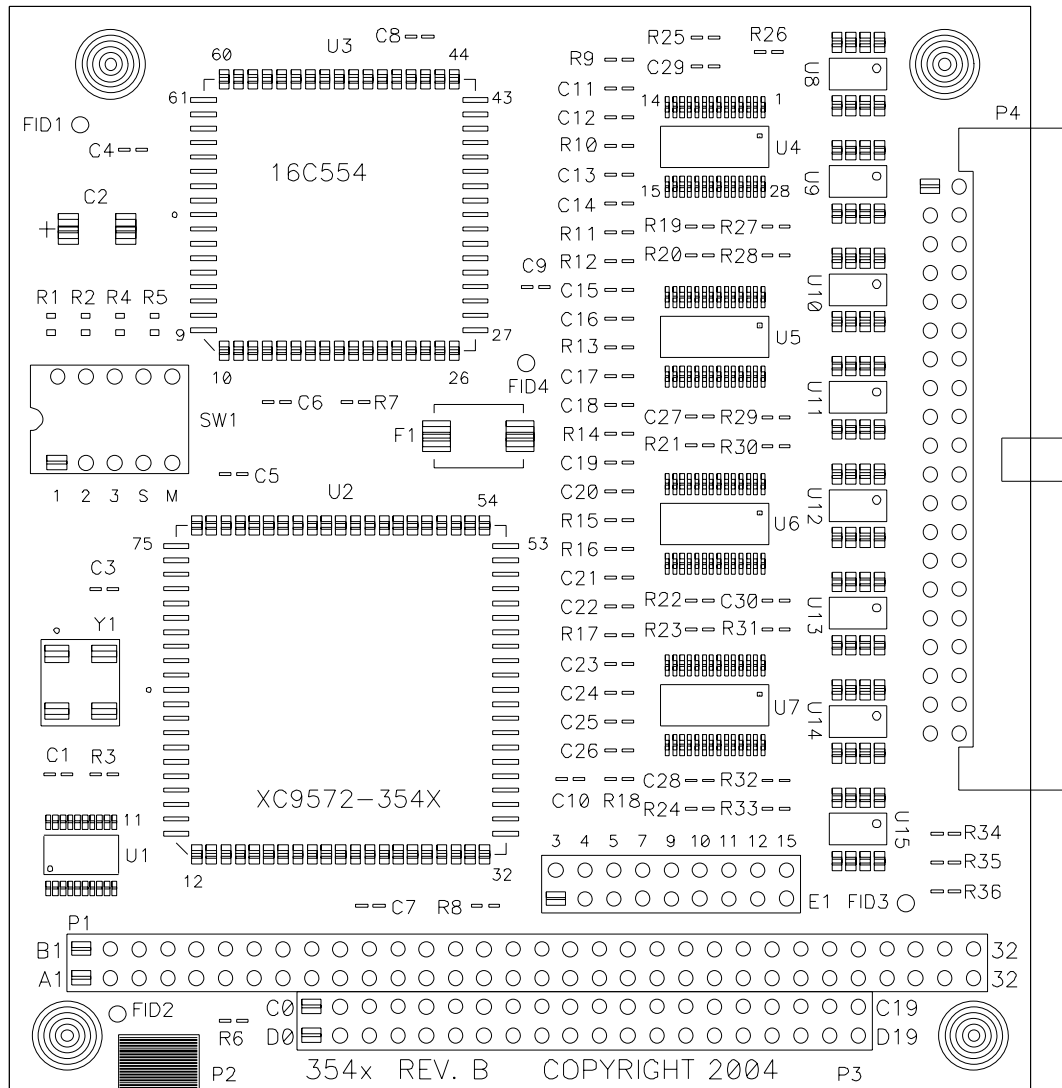 60 U3 44 C8 R25 R26
R9 C29 U8
61 43 C11 14 1 P4
FID1 C12
C4 R10 U4
16C554 C13
C2 15 28 U9
C14
+ R11 R19 R27
R12 R20 R28
C9 C15 U10
R1 R2 R4 R5
9 27 C16
R13 U5
10 26 FID4 C17
C6 R7 C18 U11
SW1 F1 R14 C27 R29
C5 C19 R21 R30
1 2 3 S M U2 54 C20 U12
R15 U6
75 53 R16
C3 C21
C22 R22 C30 U13
Y1 R17 R23 R31
C23
C24 U7 U14
C25
C1 R3 C26
C10 R18 C28 R32
XC9572-354X R24 R33
11 U15
U1 3 4 5 7 9 10 11 12 15 R34
12 32 R35
C7 R8 E1 FID3 R36
P1
B1 32
A1 32
FID2 C0 C19
R6 D0 D19
P2 354x REV. B COPYRIGHT 2004 P3